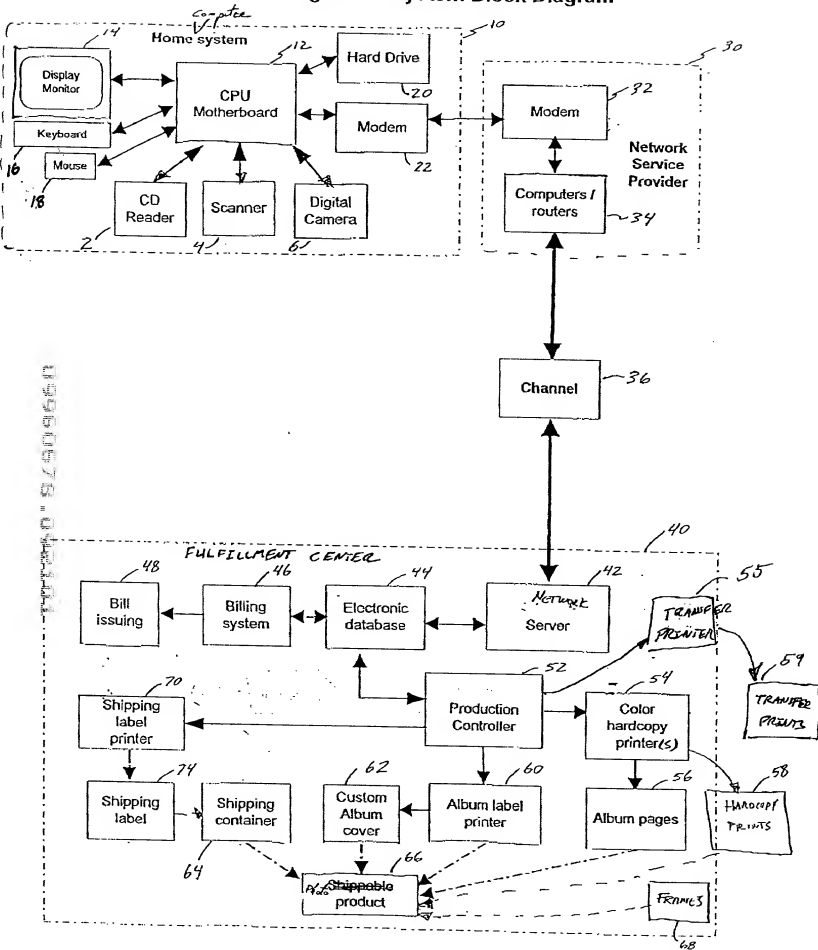 Block Diagram
Computer
Home system
10
14
12
30
Display
Monitor
CPU
Motherboard
Hard Drive
20
Modem
32
Keyboard
16
Mouse
18
Modem
22
Network
Service
Provider
CD
Reader
2
Scanner
4
Digital
Camera
6
Computers /
routers
34
Channel
36
40
FULFILLMENT CENTER
48
46
44
42
55
Bill
issuing
Billing
system
Electronic
database
NETWORK
Server
TRANSFER
PRINTER
59
TRANSFER
PRINTS
70
52
54
Shipping
label
printer
Production
Controller
Color
hardcopy
printer(s)
74
62
60
56
58
Shipping
label
Shipping
container
64
Custom
Album
cover
Album label
printer
Album pages
HARDCOPY
PRINTS
66
Photo Shippable
product
FRAMES
68